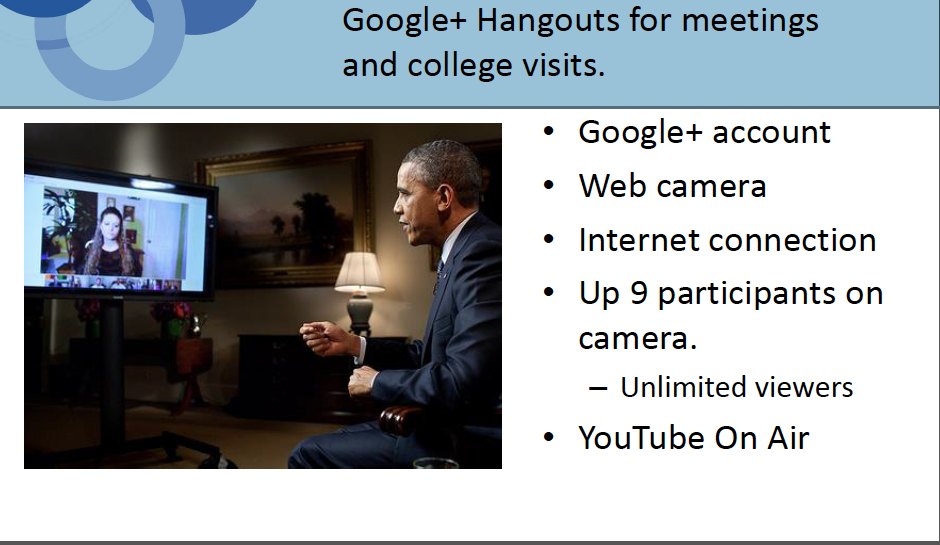 Google+ Hangouts for meetings
and college visits.
• Google+ account
• Web camera
• Internet connection
• Up 9 participants on
camera.
– Unlimited viewers
• YouTube On Air